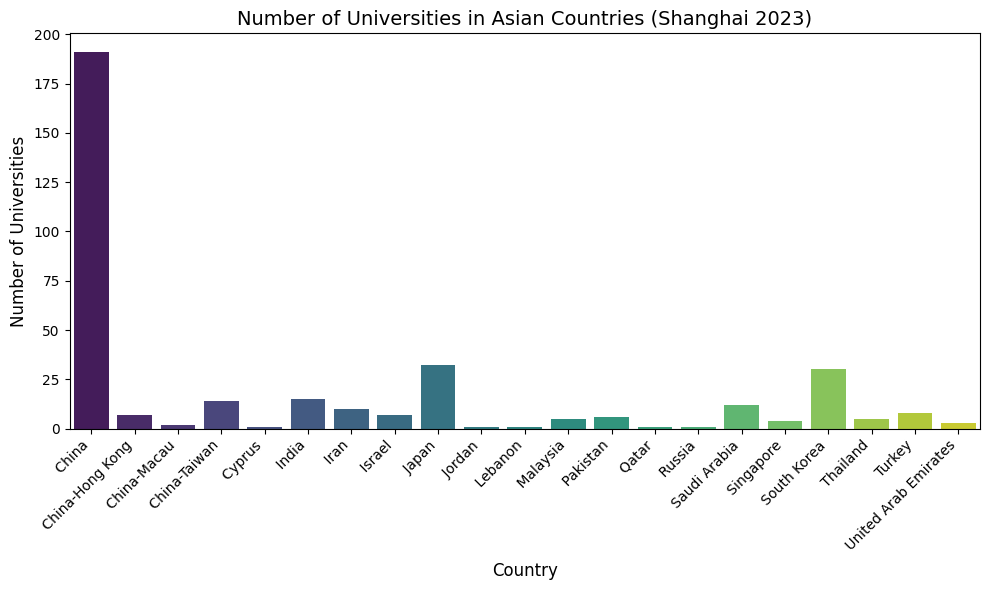 Number of Universities in Asian Countries (Shanghai 2023)
Number of Universities
200
175
150
125
100
75
50
25
0
China
China-Hong Kong
China-Macau
China-Taiwan
Cyprus
India
Iran
Israel
Japan
Jordan
Lebanon
Malaysia
Pakistan
Qatar
Russia
Saudi Arabia
Singapore
South Korea
Thailand
Turkey
United Arab Emirates
Country